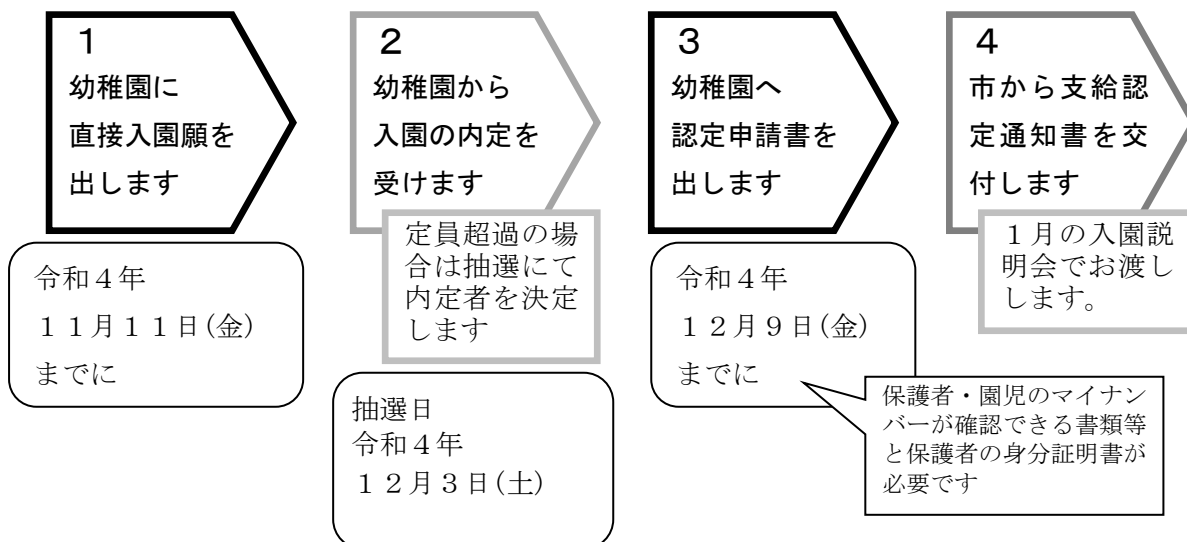 1
幼稚園に
直接入園願を
出します
令和４年
１１月１１日(金)
までに
2
幼稚園から
入園の内定を
受けます
定員超過の場
合は抽選にて
内定者を決定
します
抽選日
令和４年
１２月３日(土)
3
幼稚園へ
認定申請書を
出します
令和４年
１２月９日(金)
までに
保護者・園児のマイナン
バーが確認できる書類等
と保護者の身分証明書が
必要です
4
市から支給認
定通知書を交
付します
１月の入園説
明会でお渡し
します。